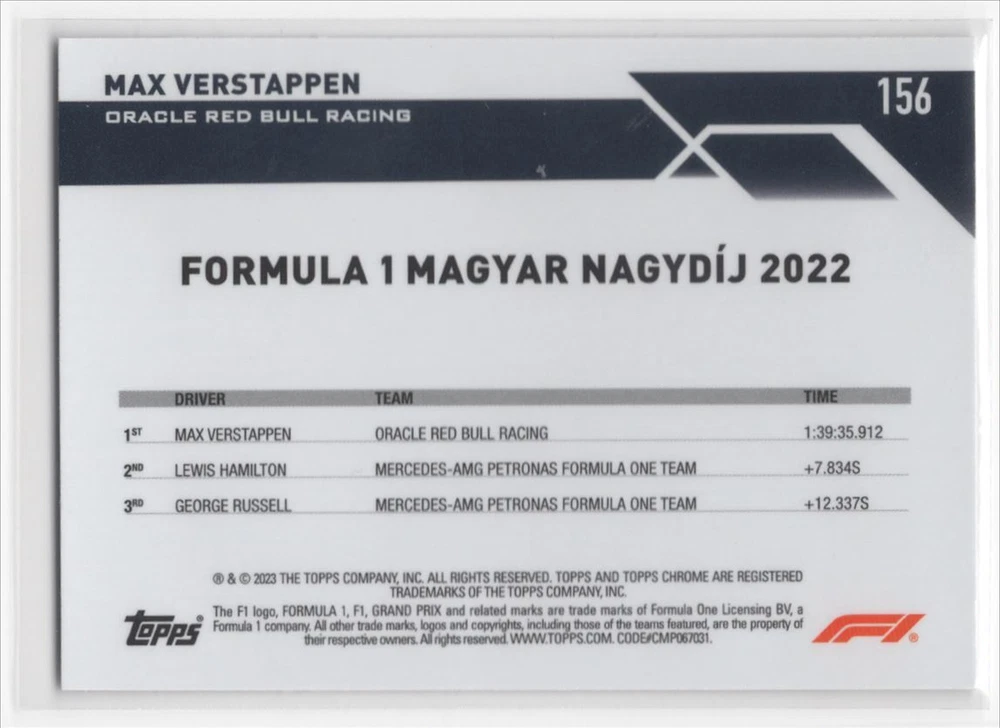 MAX VERSTAPPEN
156
ORACLE RED BULL RACING
FORMULA 1 MAGYAR NAGYDÍJ 2022
DRIVER TEAM TIME
1ST MAX VERSTAPPEN ORACLE RED BULL RACING 1:39:35.912
2ND LEWIS HAMILTON MERCEDES-AMG PETRONAS FORMULA ONE TEAM +7.834S
3RD GEORGE RUSSELL MERCEDES-AMG PETRONAS FORMULA ONE TEAM +12.337S
® & © 2023 THE TOPPS COMPANY, INC. ALL RIGHTS RESERVED. TOPPS AND TOPPS CHROME ARE REGISTERED
TRADEMARKS OF THE TOPPS COMPANY, INC.
The F1 logo, FORMULA 1, F1, GRAND PRIX and related marks are trade marks of Formula One Licensing BV, a
Formula 1 company. All other trade marks, logos and copyrights, including those of the teams featured, are the property of
their respective owners. All rights reserved. WWW.TOPPS.COM. CODE#CMP067031.
Topps®
F1®